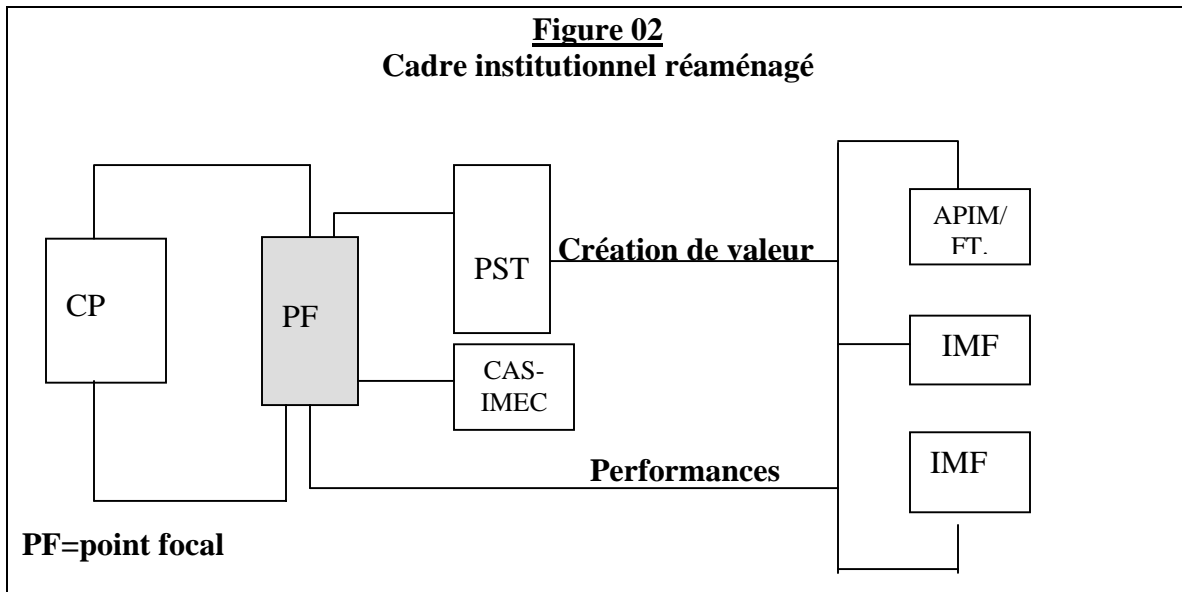 Figure 02
Cadre institutionnel réaménagé
CP
PF
PST
CAS-
IMEC
Création de valeur
Performances
APIM/
FT.
IMF
IMF
PF=point focal